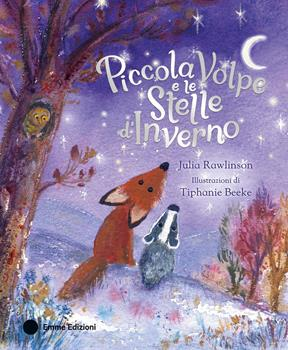 Piccola Volpe
e le
Stelle
d'Inverno
Julia Rawlinson
Illustrazioni di
Tiphanie Beeke
Emme Edizioni